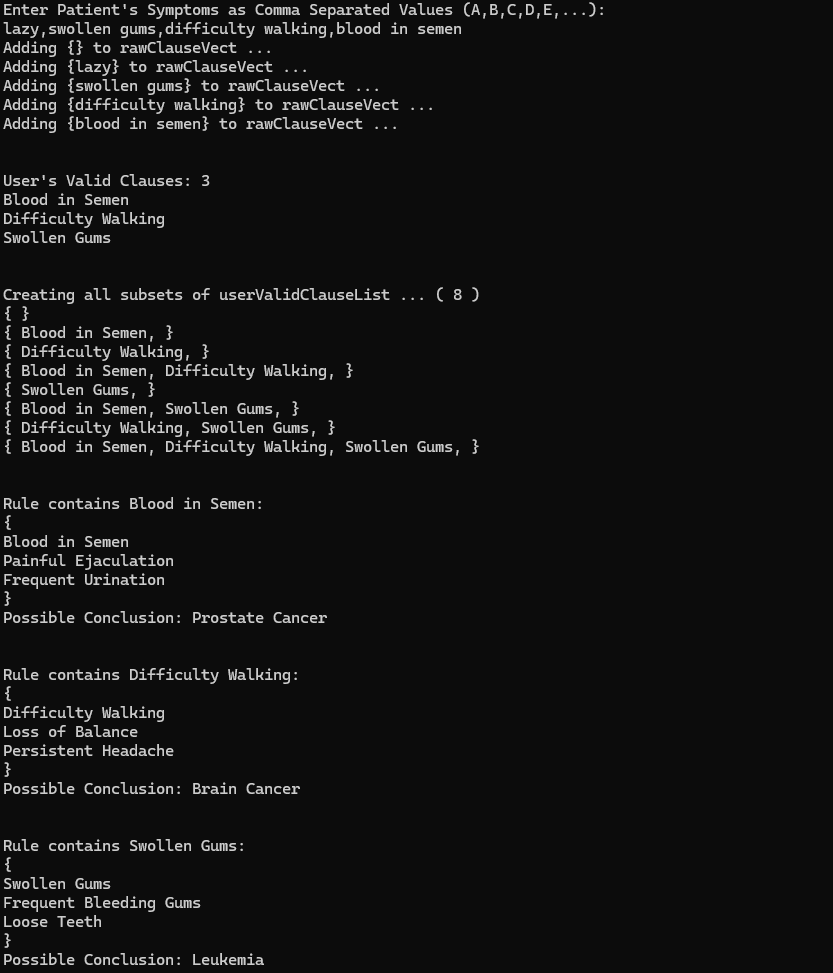 Enter Patient's Symptoms as Comma Separated Values (A,B,C,D,E,...):
lazy,swollen gums,difficulty walking,blood in semen
Adding {} to rawClauseVect ...
Adding {lazy} to rawClauseVect ...
Adding {swollen gums} to rawClauseVect ...
Adding {difficulty walking} to rawClauseVect ...
Adding {blood in semen} to rawClauseVect ...
User's Valid Clauses: 3
Blood in Semen
Difficulty Walking
Swollen Gums
Creating all subsets of userValidClauseList ... ( 8 )
{ }
{ Blood in Semen, }
{ Difficulty Walking, }
{ Blood in Semen, Difficulty Walking, }
{ Swollen Gums, }
{ Blood in Semen, Swollen Gums, }
{ Difficulty Walking, Swollen Gums, }
{ Blood in Semen, Difficulty Walking, Swollen Gums, }
Rule contains Blood in Semen:
{
Blood in Semen
Painful Ejaculation
Frequent Urination
}
Possible Conclusion: Prostate Cancer
Rule contains Difficulty Walking:
{
Difficulty Walking
Loss of Balance
Persistent Headache
}
Possible Conclusion: Brain Cancer
Rule contains Swollen Gums:
{
Swollen Gums
Frequent Bleeding Gums
Loose Teeth
}
Possible Conclusion: Leukemia